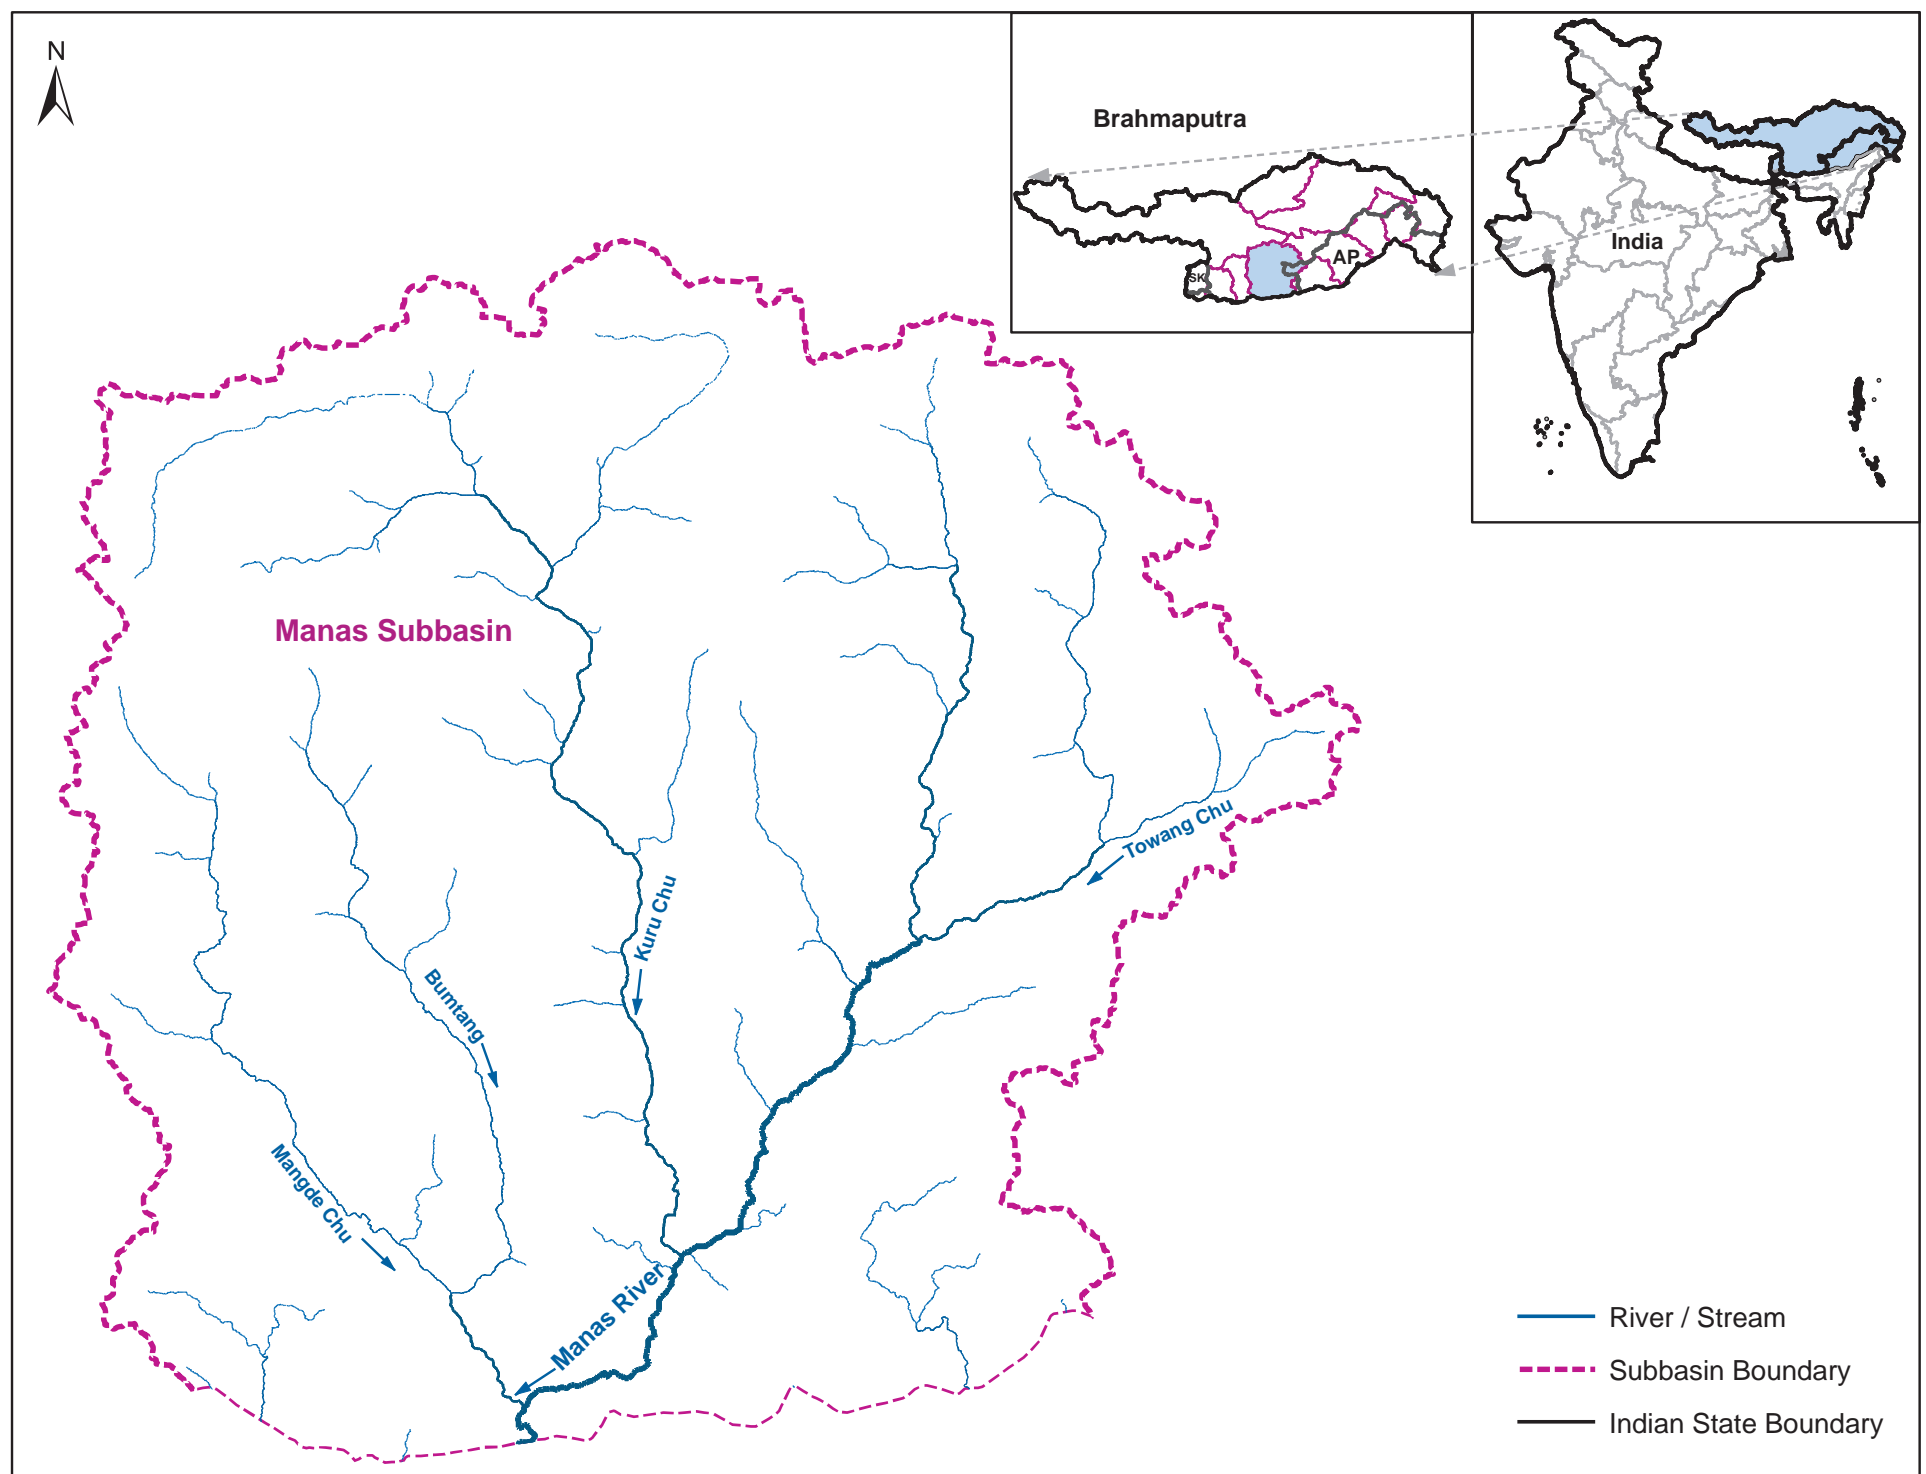 N
Brahmaputra
SK
AP
India
Manas Subbasin
Towang Chu
Kuru Chu
Bumtang
Mangde Chu
Manas River
River / Stream
Subbasin Boundary
Indian State Boundary